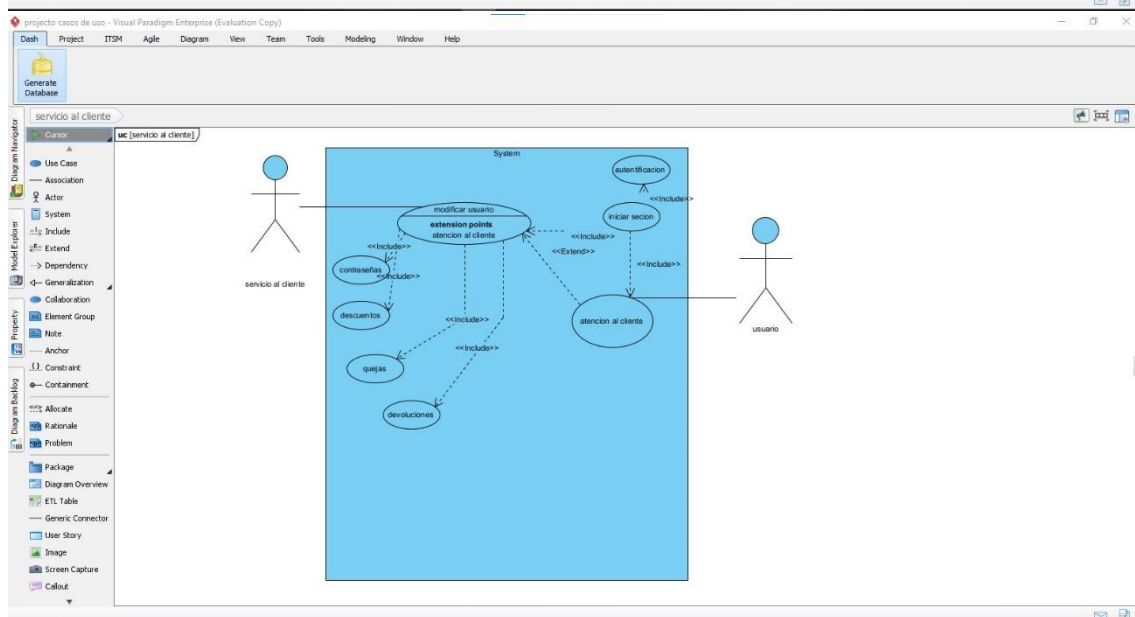 projecto casos de uso - Visual Paradigm Enterprise (Evaluation Copy)
Dash Project ITSM Agile Diagram View Team Tools Modeling Window Help
Generate
Database
servicio al cliente
Diagram Navigator
Model Explorer
Property
Diagram Backlog
Cursor
Use Case
Association
Actor
System
Include
Extend
Dependency
Generalization
Collaboration
Element Group
Note
Anchor
Constraint
Containment
Allocate
Rationale
Problem
Package
Diagram Overview
ETL Table
Generic Connector
User Story
Image
Screen Capture
Callout
uc [servicio al cliente]
System
autentificacion
<<Include>>
modificar usuario
extension points
atencion al cliente
iniciar secion
<<Include>>
<<Include>>
<<Extend>>
contraseñas
<<Include>>
<<Include>>
servicio al cliente
descuentos
<<Include>>
atencion al cliente
usuario
<<Include>>
quejas
devoluciones